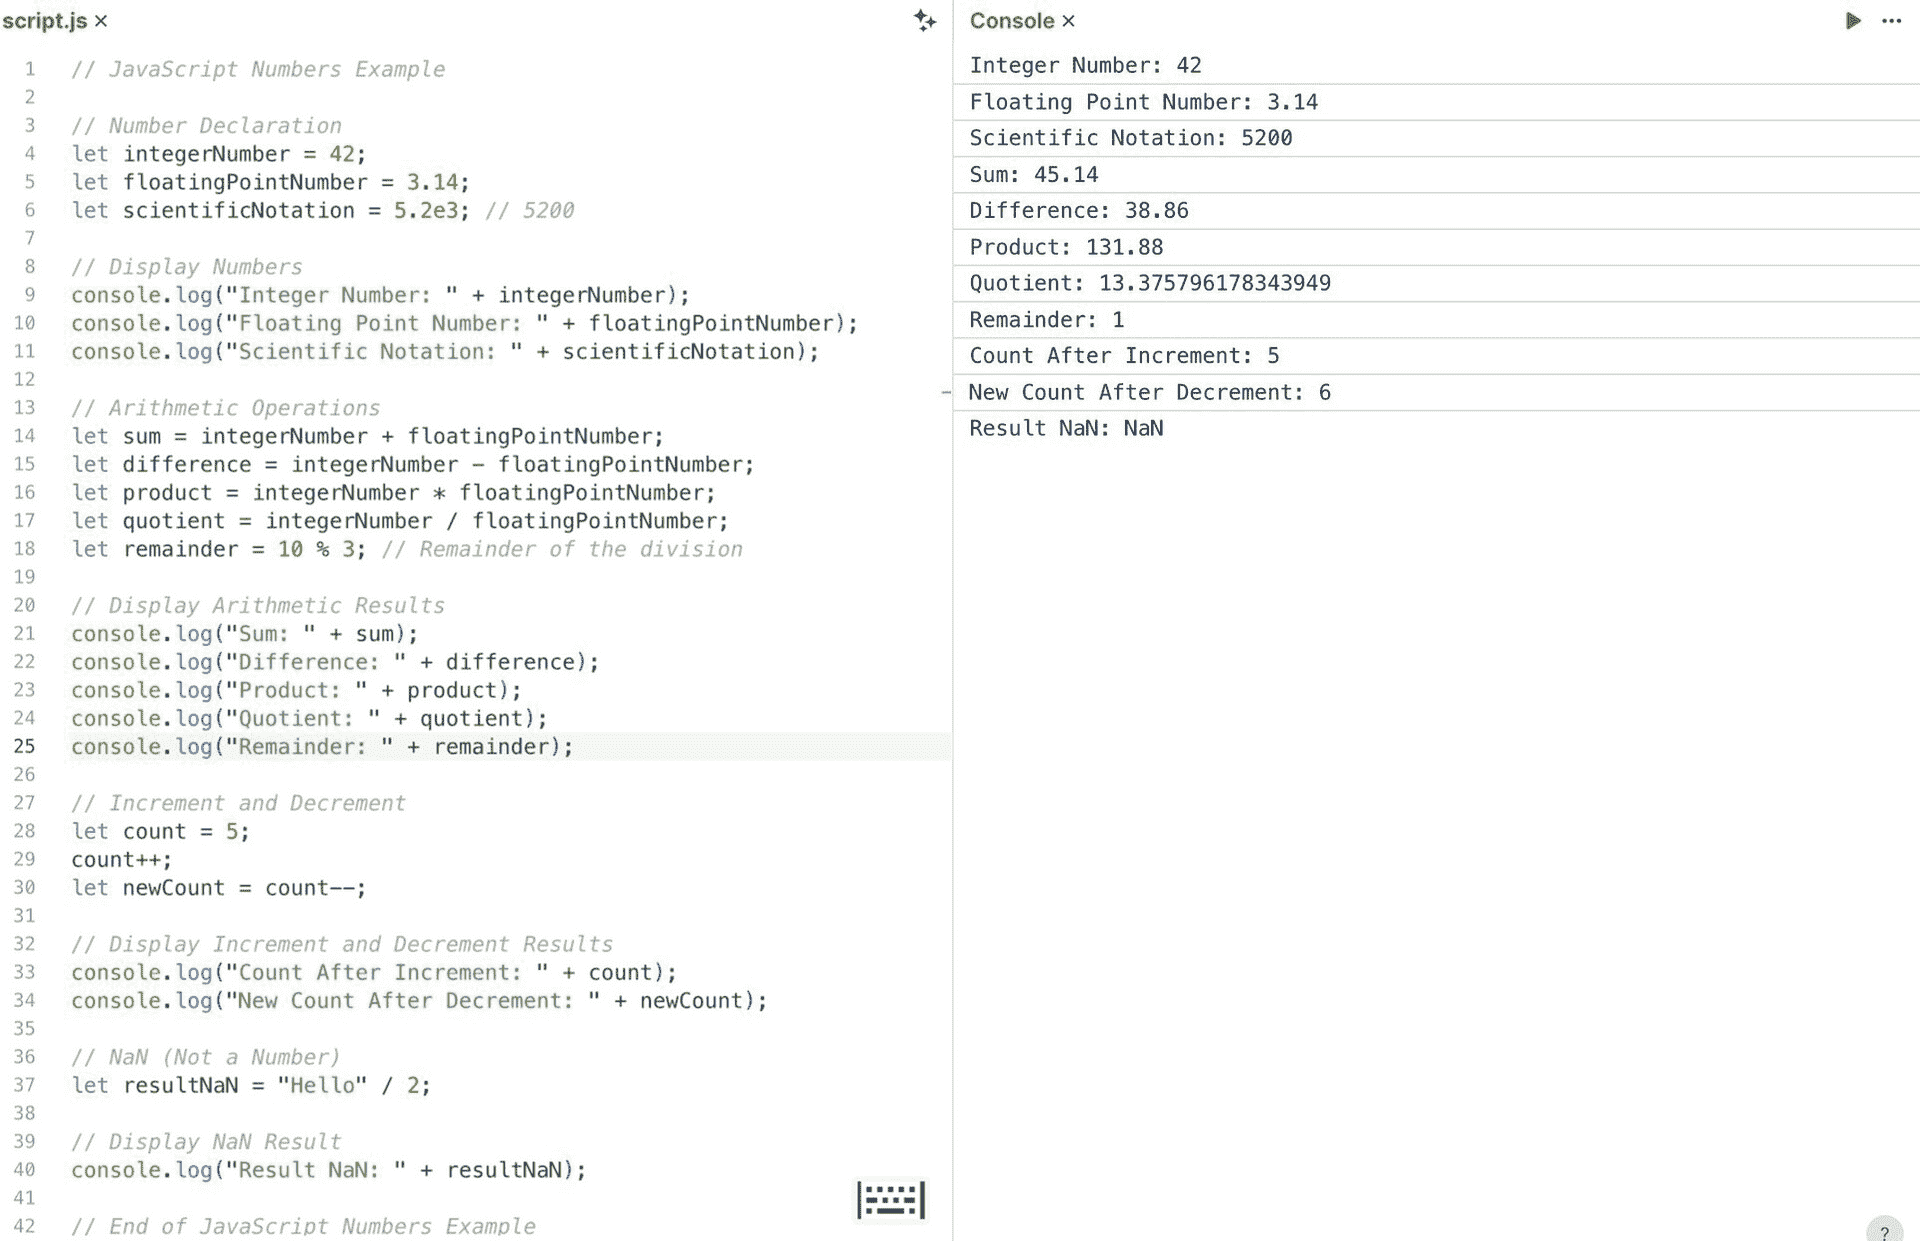 script.js ×
1 // JavaScript Numbers Example
2
3 // Number Declaration
4 let integerNumber = 42;
5 let floatingPointNumber = 3.14;
6 let scientificNotation = 5.2e3; // 5200
7
8 // Display Numbers
9 console.log("Integer Number: " + integerNumber);
10 console.log("Floating Point Number: " + floatingPointNumber);
11 console.log("Scientific Notation: " + scientificNotation);
12
13 // Arithmetic Operations
14 let sum = integerNumber + floatingPointNumber;
15 let difference = integerNumber - floatingPointNumber;
16 let product = integerNumber * floatingPointNumber;
17 let quotient = integerNumber / floatingPointNumber;
18 let remainder = 10 % 3; // Remainder of the division
19
20 // Display Arithmetic Results
21 console.log("Sum: " + sum);
22 console.log("Difference: " + difference);
23 console.log("Product: " + product);
24 console.log("Quotient: " + quotient);
25 console.log("Remainder: " + remainder);
26
27 // Increment and Decrement
28 let count = 5;
29 count++;
30 let newCount = count--;
31
32 // Display Increment and Decrement Results
33 console.log("Count After Increment: " + count);
34 console.log("New Count After Decrement: " + newCount);
35
36 // NaN (Not a Number)
37 let resultNaN = "Hello" / 2;
38
39 // Display NaN Result
40 console.log("Result NaN: " + resultNaN);
41
42 // End of JavaScript Numbers Example
Console ×
Integer Number: 42
Floating Point Number: 3.14
Scientific Notation: 5200
Sum: 45.14
Difference: 38.86
Product: 131.88
Quotient: 13.375796178343949
Remainder: 1
Count After Increment: 5
New Count After Decrement: 6
Result NaN: NaN
?